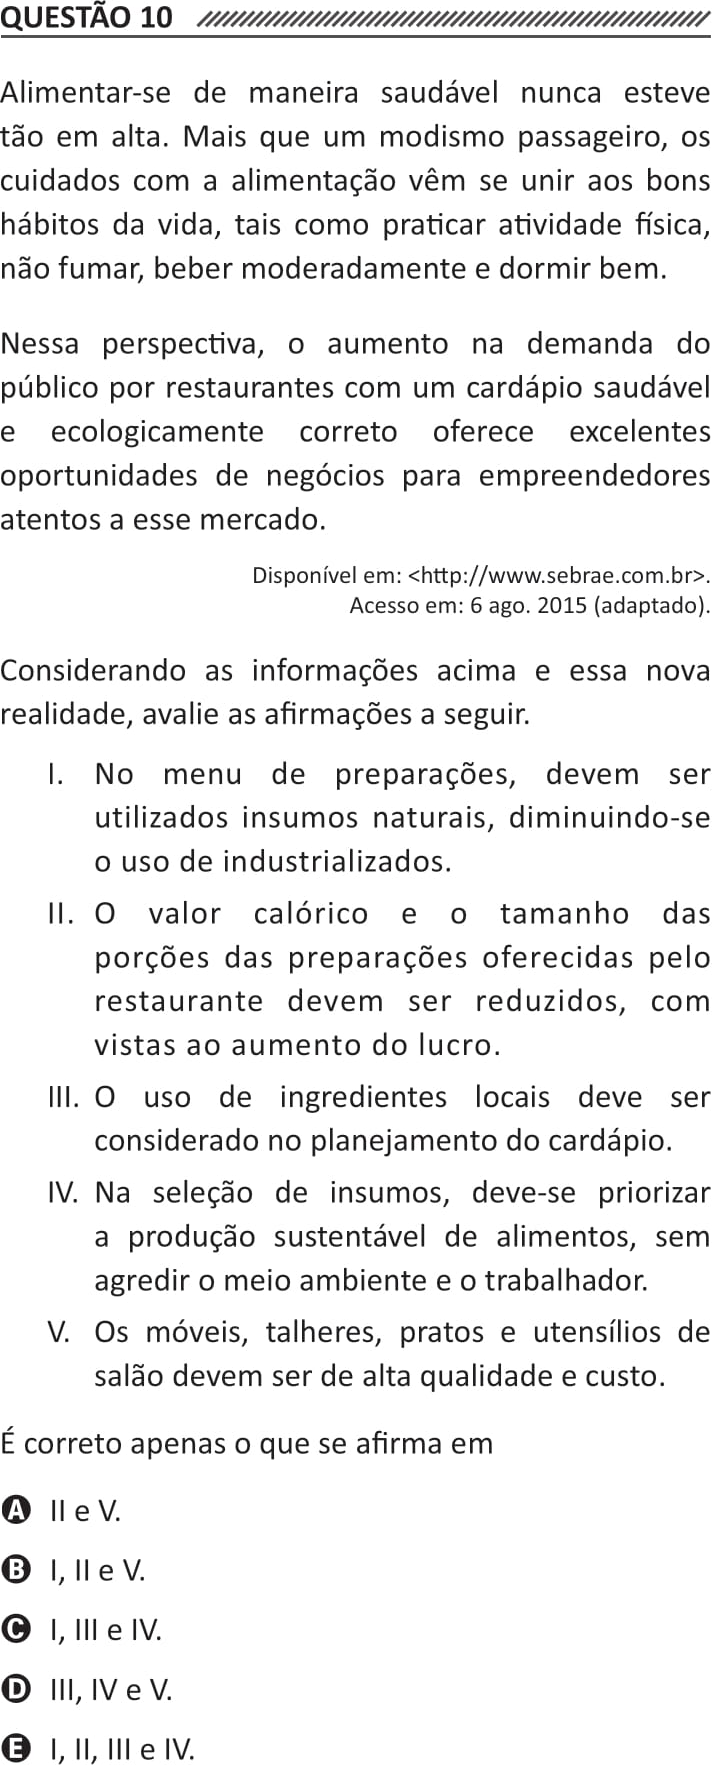 QUESTÃO 10
Alimentar-se de maneira saudável nunca esteve
tão em alta. Mais que um modismo passageiro, os
cuidados com a alimentação vêm se unir aos bons
hábitos da vida, tais como praticar atividade física,
não fumar, beber moderadamente e dormir bem.
Nessa perspectiva, o aumento na demanda do
público por restaurantes com um cardápio saudável
e ecologicamente correto oferece excelentes
oportunidades de negócios para empreendedores
atentos a esse mercado.
Disponível em: <http://www.sebrae.com.br>.
Acesso em: 6 ago. 2015 (adaptado).
Considerando as informações acima e essa nova
realidade, avalie as afirmações a seguir.
I. No menu de preparações, devem ser
utilizados insumos naturais, diminuindo-se
o uso de industrializados.
II. O valor calórico e o tamanho das
porções das preparações oferecidas pelo
restaurante devem ser reduzidos, com
vistas ao aumento do lucro.
III. O uso de ingredientes locais deve ser
considerado no planejamento do cardápio.
IV. Na seleção de insumos, deve-se priorizar
a produção sustentável de alimentos, sem
agredir o meio ambiente e o trabalhador.
V. Os móveis, talheres, pratos e utensílios de
salão devem ser de alta qualidade e custo.
É correto apenas o que se afirma em
A II e V.
B I, II e V.
C I, III e IV.
D III, IV e V.
E I, II, III e IV.